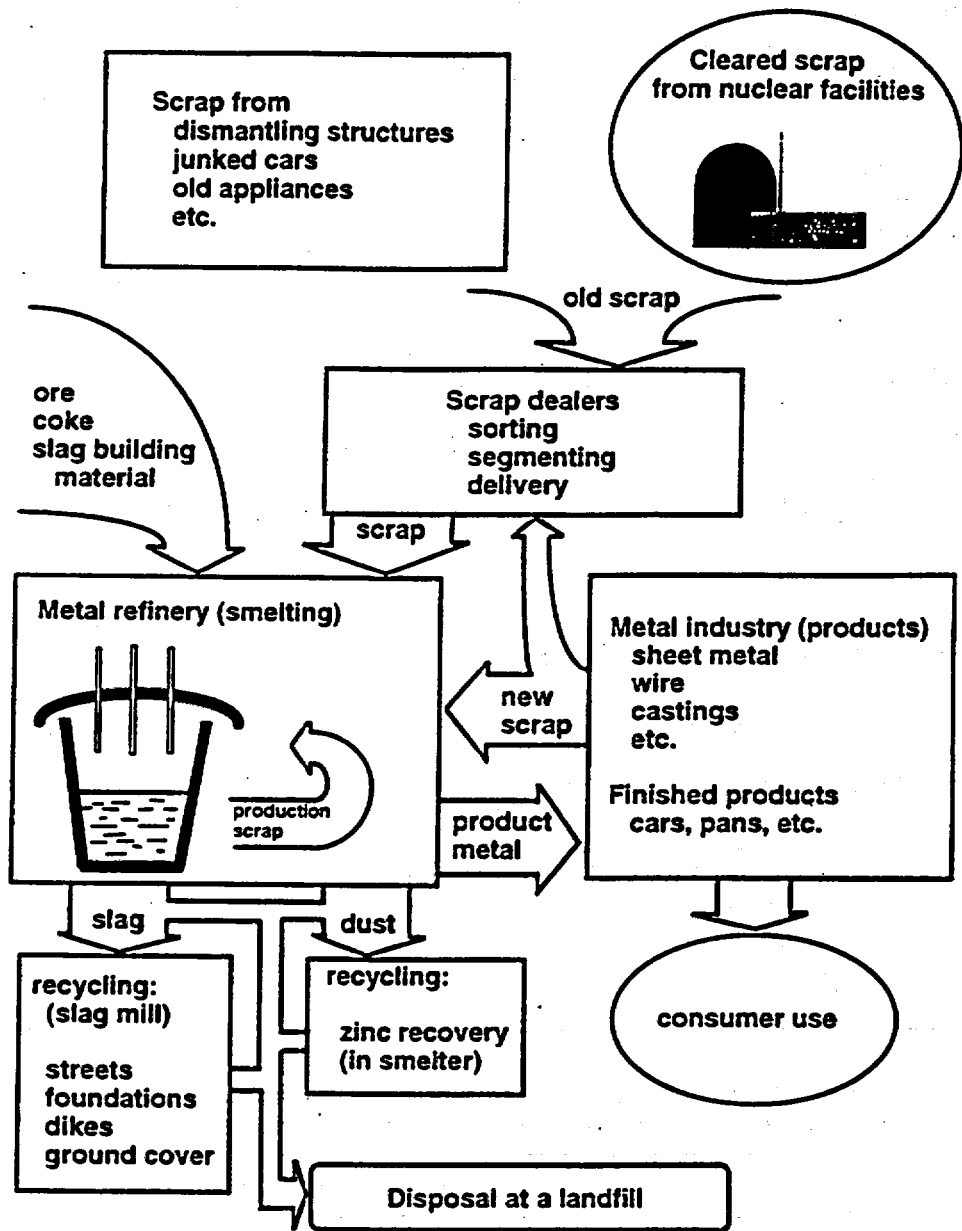 Scrap from
dismantling structures
junked cars
old appliances
etc.
Cleared scrap
from nuclear facilities
old scrap
ore
coke
slag building
material
Scrap dealers
sorting
segmenting
delivery
scrap
Metal refinery (smelting)
production
scrap
new
scrap
product
metal
Metal industry (products)
sheet metal
wire
castings
etc.
Finished products
cars, pans, etc.
slag
dust
recycling:
(slag mill)
streets
foundations
dikes
ground cover
recycling:
zinc recovery
(in smelter)
consumer use
Disposal at a landfill